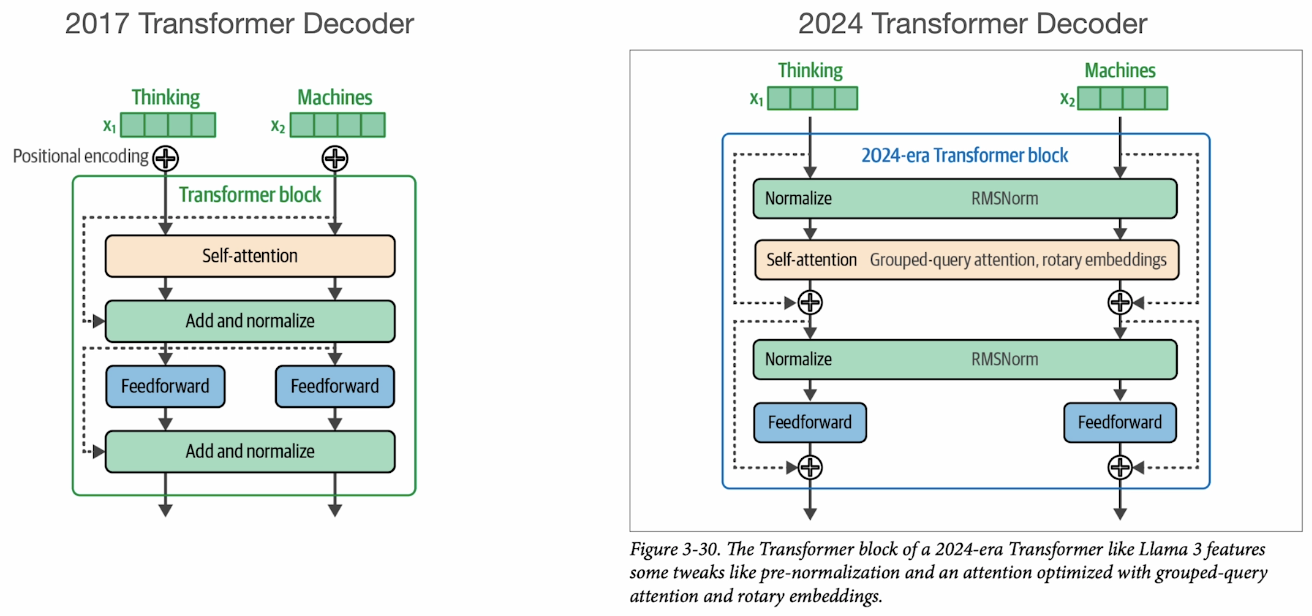 2017 Transformer Decoder
Thinking
Machines
x₁
x₂
Positional encoding
Transformer block
Self-attention
Add and normalize
Feedforward
Feedforward
Add and normalize
2024 Transformer Decoder
Thinking
Machines
x₁
x₂
2024-era Transformer block
Normalize RMSNorm
Self-attention Grouped-query attention, rotary embeddings
Normalize RMSNorm
Feedforward
Feedforward
Figure 3-30. The Transformer block of a 2024-era Transformer like Llama 3 features
some tweaks like pre-normalization and an attention optimized with grouped-query
attention and rotary embeddings.